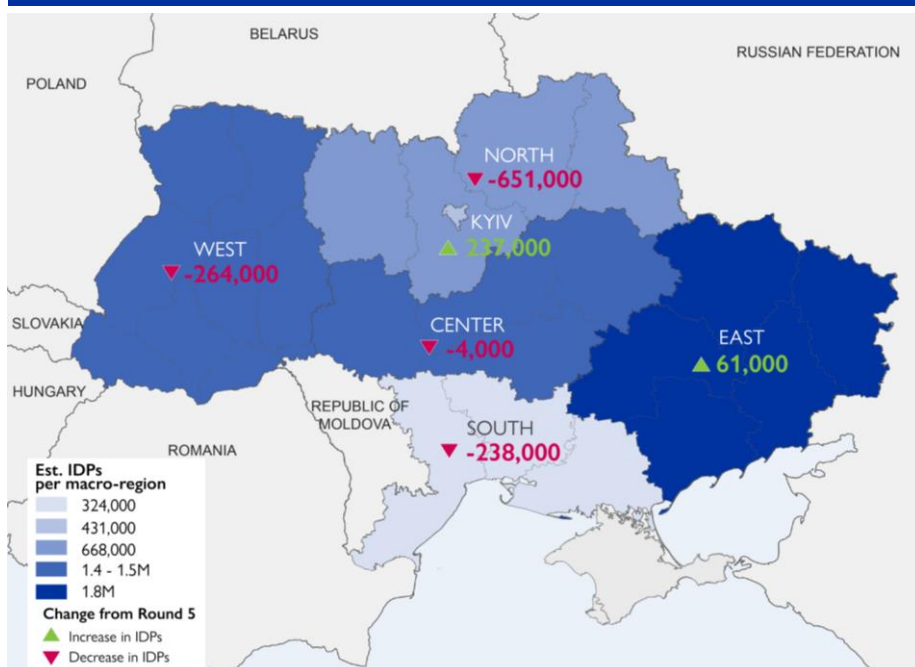 BELARUS
RUSSIAN FEDERATION
POLAND
NORTH
-651,000
KYIV
237,000
WEST
-264,000
SLOVAKIA
CENTER
-4,000
EAST
61,000
HUNGARY
REPUBLIC OF
MOLDOVA
SOUTH
-238,000
ROMANIA
Est. IDPs
per macro-region
324,000
431,000
668,000
1.4 - 1.5M
1.8M
Change from Round 5
Increase in IDPs
Decrease in IDPs